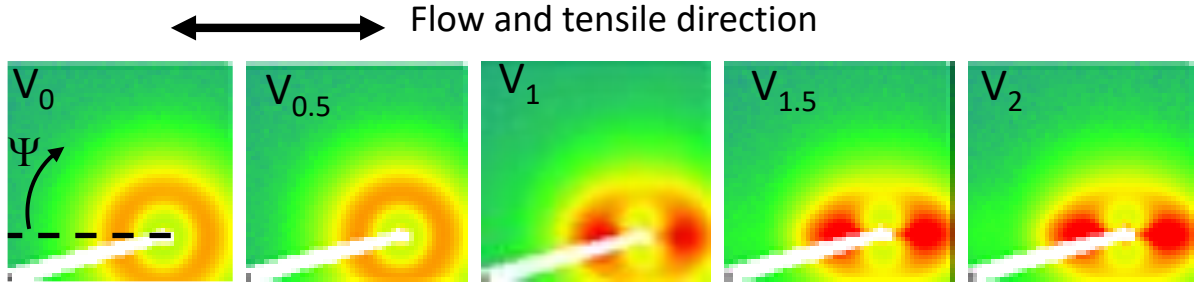 Flow and tensile direction
V₀
V₀.₅
V₁
V₁.₅
V₂
Ψ